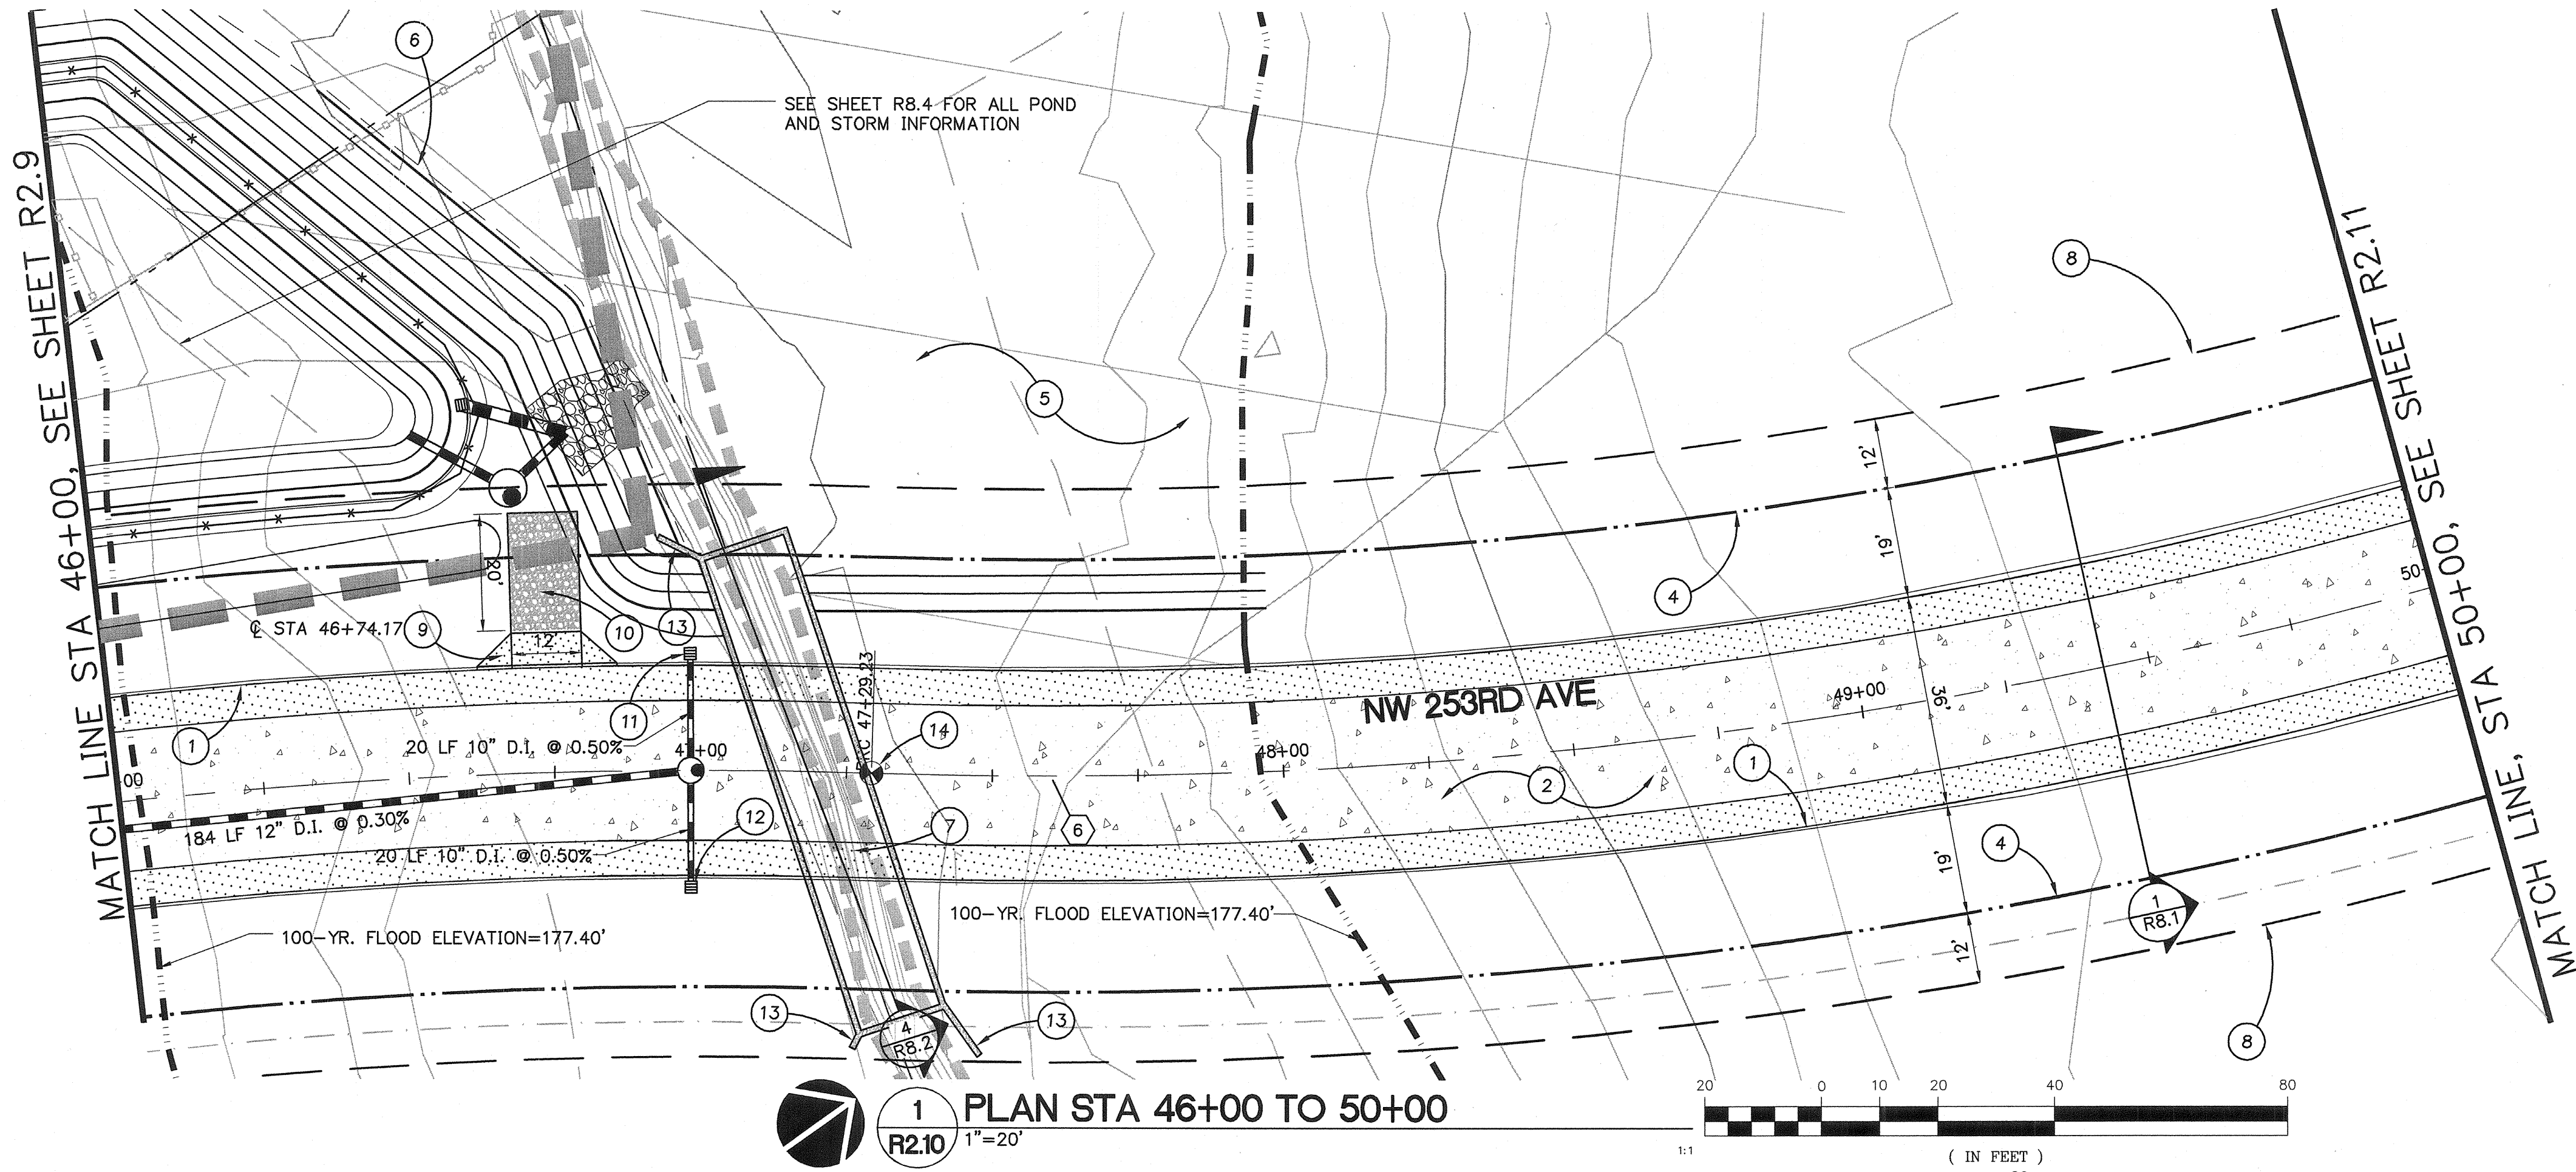 6
SEE SHEET R8.4 FOR ALL POND
AND STORM INFORMATION
MATCH LINE STA 46+00, SEE SHEET R2.9
MATCH LINE, STA 50+00, SEE SHEET R2.11
8
5
12'
19'
4
20'
℄ STA 46+74.17
9
12'
10
13
11
1
20 LF 10" D.I. @ 0.50%
47+00
47+29.23
14
NW 253RD AVE
48+00
49+00
50
36'
2
1
00
184 LF 12" D.I. @ 0.30%
20 LF 10" D.I. @ 0.50%
12
7
6
4
19'
12'
1
R8.1
100-YR. FLOOD ELEVATION=177.40'
100-YR. FLOOD ELEVATION=177.40'
13
4
R8.2
13
8
1
R2.10
PLAN STA 46+00 TO 50+00
1"=20'
1:1
20 0 10 20 40 80
( IN FEET )